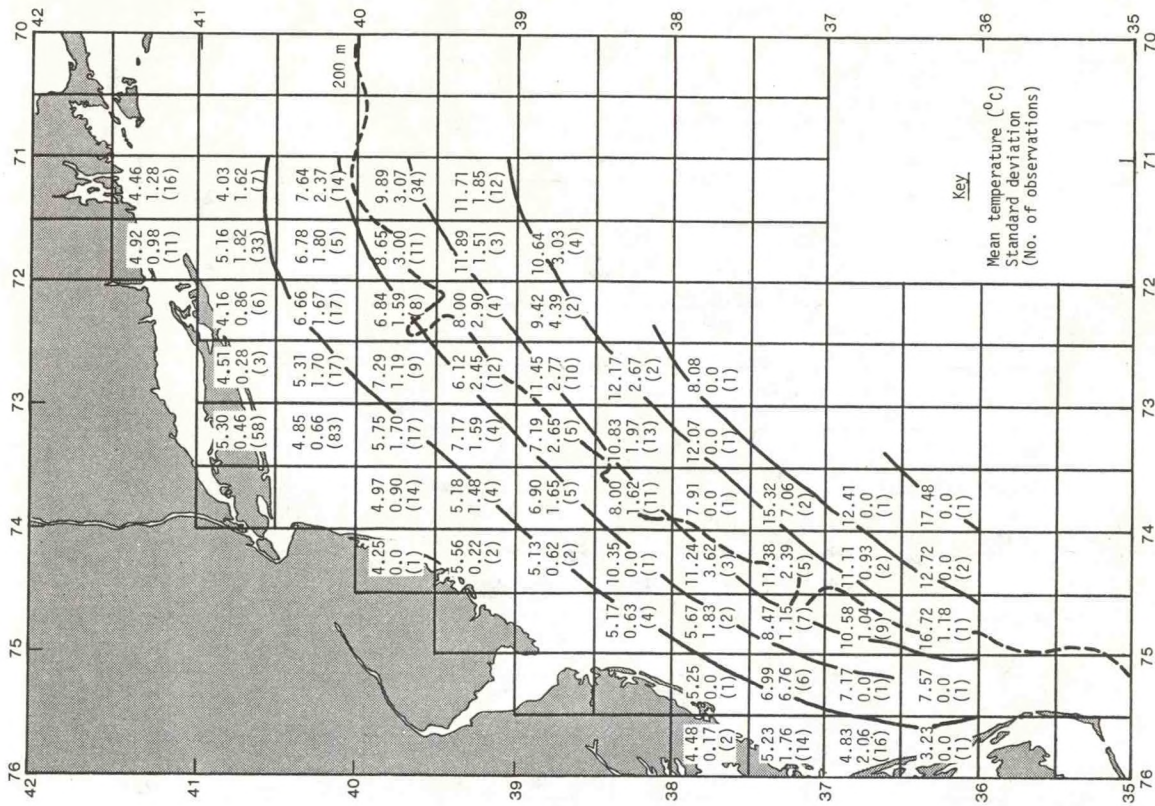 76 75 74 73 72 71 70
42 42
4.92 4.46
0.98 1.28
(11) (16)
41 41
5.30 4.51 4.16 5.16 4.03
0.46 0.28 0.86 1.82 1.62
(58) (3) (6) (33) (7)
4.85 5.31 6.66 6.78 7.64
0.66 1.70 1.67 1.80 2.37
(83) (17) (17) (5) (14)
200 m
40 40
4.25 4.97 5.75 7.29 6.84 8.65 9.89
0.0 0.90 1.70 1.19 1.59 3.00 3.07
(1) (14) (17) (9) (8) (11) (34)
5.56 5.18 7.17 6.12 8.00 11.89 11.71
0.22 1.48 1.59 2.45 2.90 1.51 1.85
(2) (4) (4) (12) (4) (3) (12)
39 39
5.13 6.90 7.19 11.45 9.42 10.64
0.62 1.65 2.65 2.77 4.39 3.03
(2) (5) (5) (10) (2) (4)
5.17 10.35 8.00 10.83 12.17
0.63 0.0 1.62 1.97 2.67
(4) (1) (11) (13) (2)
38 38
4.48 5.25 5.67 11.24 7.91 12.07 8.08
0.17 0.0 1.83 3.62 0.0 0.0 0.0
(2) (1) (2) (3) (1) (1) (1)
5.23 6.99 8.47 11.38 15.32
1.76 6.76 1.15 2.39 7.06
(14) (6) (7) (5) (2)
37 37
4.83 7.17 10.58 11.11 12.41
2.06 0.0 1.04 0.93 0.0
(16) (1) (9) (2) (1)
3.23 7.57 16.72 12.72 17.48
0.0 0.0 1.18 0.0 0.0
(1) (1) (1) (2) (1)
Key
Mean temperature (°C)
Standard deviation
(No. of observations)
36 36
35 35
76 75 74 73 72 71 70